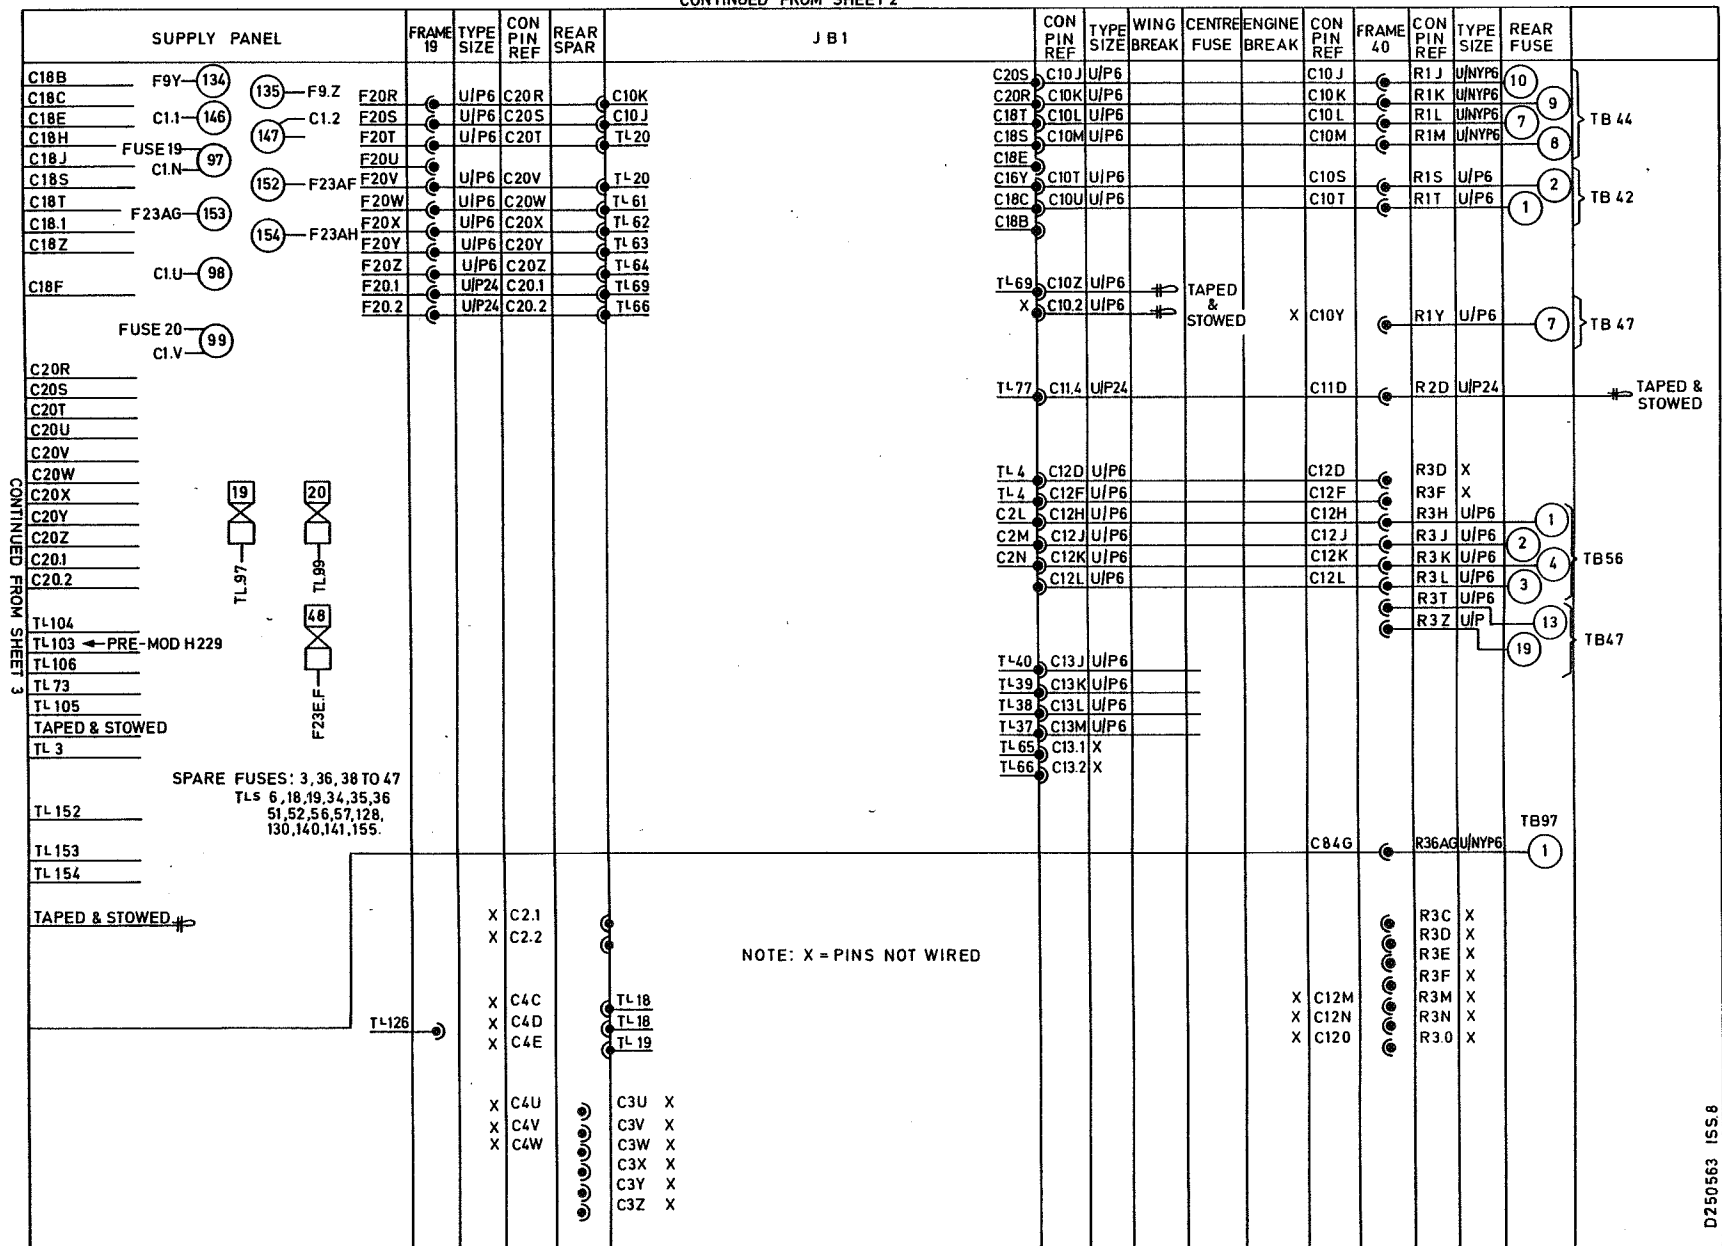 CONTINUED FROM SHEET 2
SUPPLY PANEL
FRAME 19
TYPE SIZE
CON PIN REF
REAR SPAR
JB1
CON PIN REF
TYPE SIZE
WING BREAK
CENTRE FUSE
ENGINE BREAK
CON PIN REF
FRAME 40
CON PIN REF
TYPE SIZE
REAR FUSE
C18B
C18C
C18E
C18H
C18J
C18S
C18T
C18.1
C18Z
C18F
F9Y 134
135 F9.Z
C1.1 146
147 C1.2
FUSE 19
C1.N 97
152 F23AF
F23AG 153
154 F23AH
C1.U 98
FUSE 20
C1.V 99
F20R U/P6 C20R C10K
F20S U/P6 C20S C10J
F20T U/P6 C20T TL20
F20U
F20V U/P6 C20V TL20
F20W U/P6 C20W TL61
F20X U/P6 C20X TL62
F20Y U/P6 C20Y TL63
F20Z U/P6 C20Z TL64
F20.1 U/P24 C20.1 TL69
F20.2 U/P24 C20.2 TL66
C20S C10J U/P6 C10J R1J U/NYP6 10
C20R C10K U/P6 C10K R1K U/NYP6 9
C18T C10L U/P6 C10L R1L U/NYP6 7
C18S C10M U/P6 C10M R1M U/NYP6 8
TB44
C18E
C16Y C10T U/P6 C10S R1S U/P6 2
C18C C10U U/P6 C10T R1T U/P6 1
TB42
C18B
TL69 C10Z U/P6
X C10.2 U/P6
TAPED & STOWED
X C10Y R1Y U/P6 7 TB47
TL77 C11.4 U/P24 C11D R2D U/P24 TAPED & STOWED
C20R
C20S
C20T
C20U
C20V
C20W
C20X
C20Y
C20Z
C20.1
C20.2
19
TL97
20
TL99
48
F23E.F
TL4 C12D U/P6 C12D R3D X
TL4 C12F U/P6 C12F R3F X
C2L C12H U/P6 C12H R3H U/P6 1
C2M C12J U/P6 C12J R3J U/P6 2
C2N C12K U/P6 C12K R3K U/P6 4
C12L U/P6 C12L R3L U/P6 3
TB56
R3T U/P6 13
R3Z U/P 19
TB47
TL104
TL103 PRE-MOD H229
TL106
TL73
TL105
TAPED & STOWED
TL3
TL40 C13J U/P6
TL39 C13K U/P6
TL38 C13L U/P6
TL37 C13M U/P6
TL65 C13.1 X
TL66 C13.2 X
SPARE FUSES: 3,36,38 TO 47
TLS 6,18,19,34,35,36
51,52,56,57,128,
130,140,141,155.
TL152
TL153
TL154
TAPED & STOWED
TB97
C84G R36AG U/NYP6 1
X C2.1
X C2.2
NOTE: X = PINS NOT WIRED
X C4C TL18
TL126
X C4D TL18
X C4E TL19
X C4U
X C4V
X C4W
C3U X
C3V X
C3W X
C3X X
C3Y X
C3Z X
R3C X
R3D X
R3E X
R3F X
X C12M R3M X
X C12N R3N X
X C120 R3.0 X
CONTINUED FROM SHEET 3
D250563 ISS.8